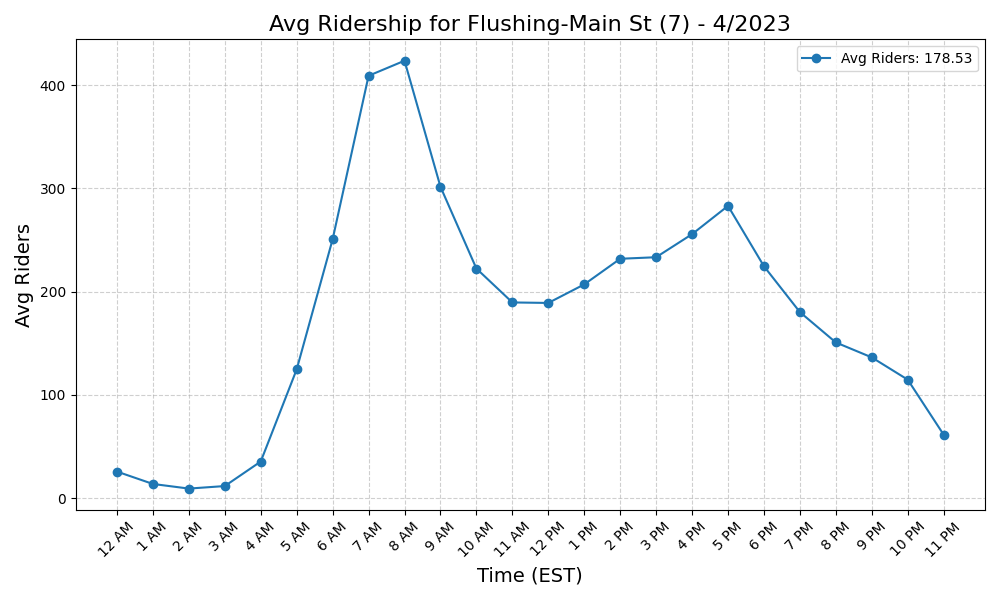 Avg Ridership for Flushing-Main St (7) - 4/2023
Avg Riders: 178.53
Avg Riders
400
300
200
100
0
12 AM
1 AM
2 AM
3 AM
4 AM
5 AM
6 AM
7 AM
8 AM
9 AM
10 AM
11 AM
12 PM
1 PM
2 PM
3 PM
4 PM
5 PM
6 PM
7 PM
8 PM
9 PM
10 PM
11 PM
Time (EST)